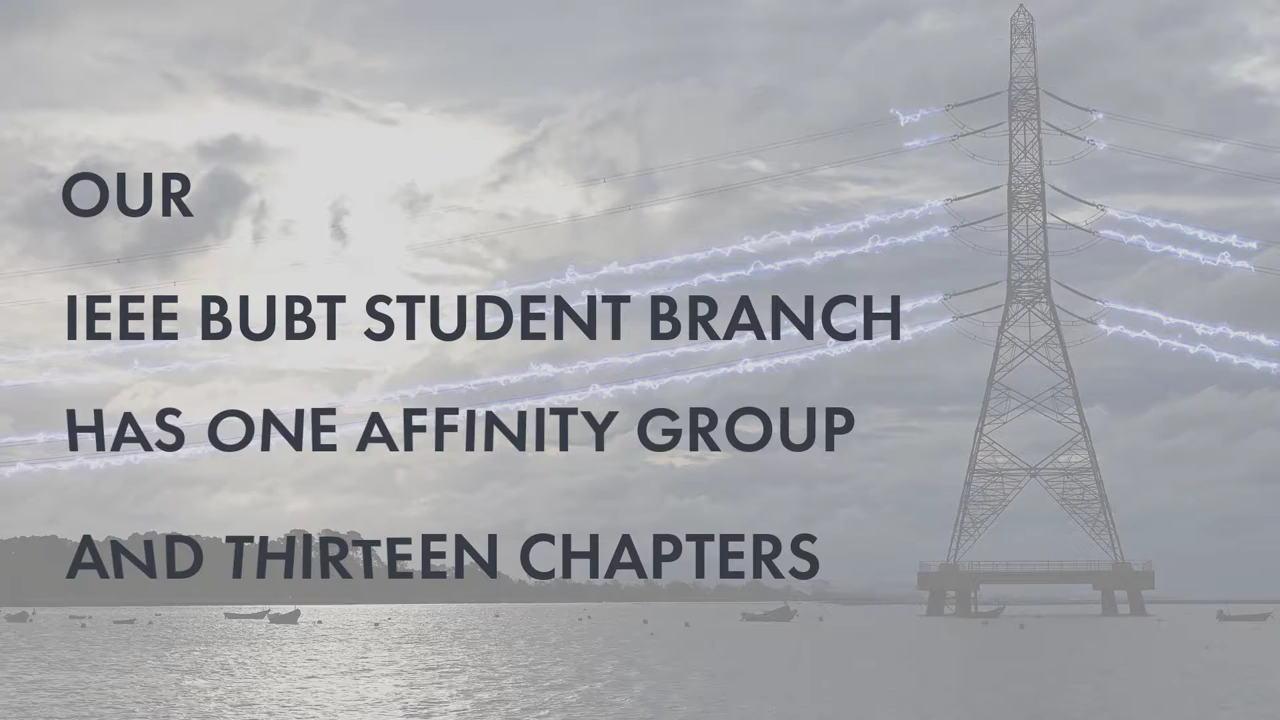 OUR
IEEE BUBT STUDENT BRANCH
HAS ONE AFFINITY GROUP
AND THIRTEEN CHAPTERS